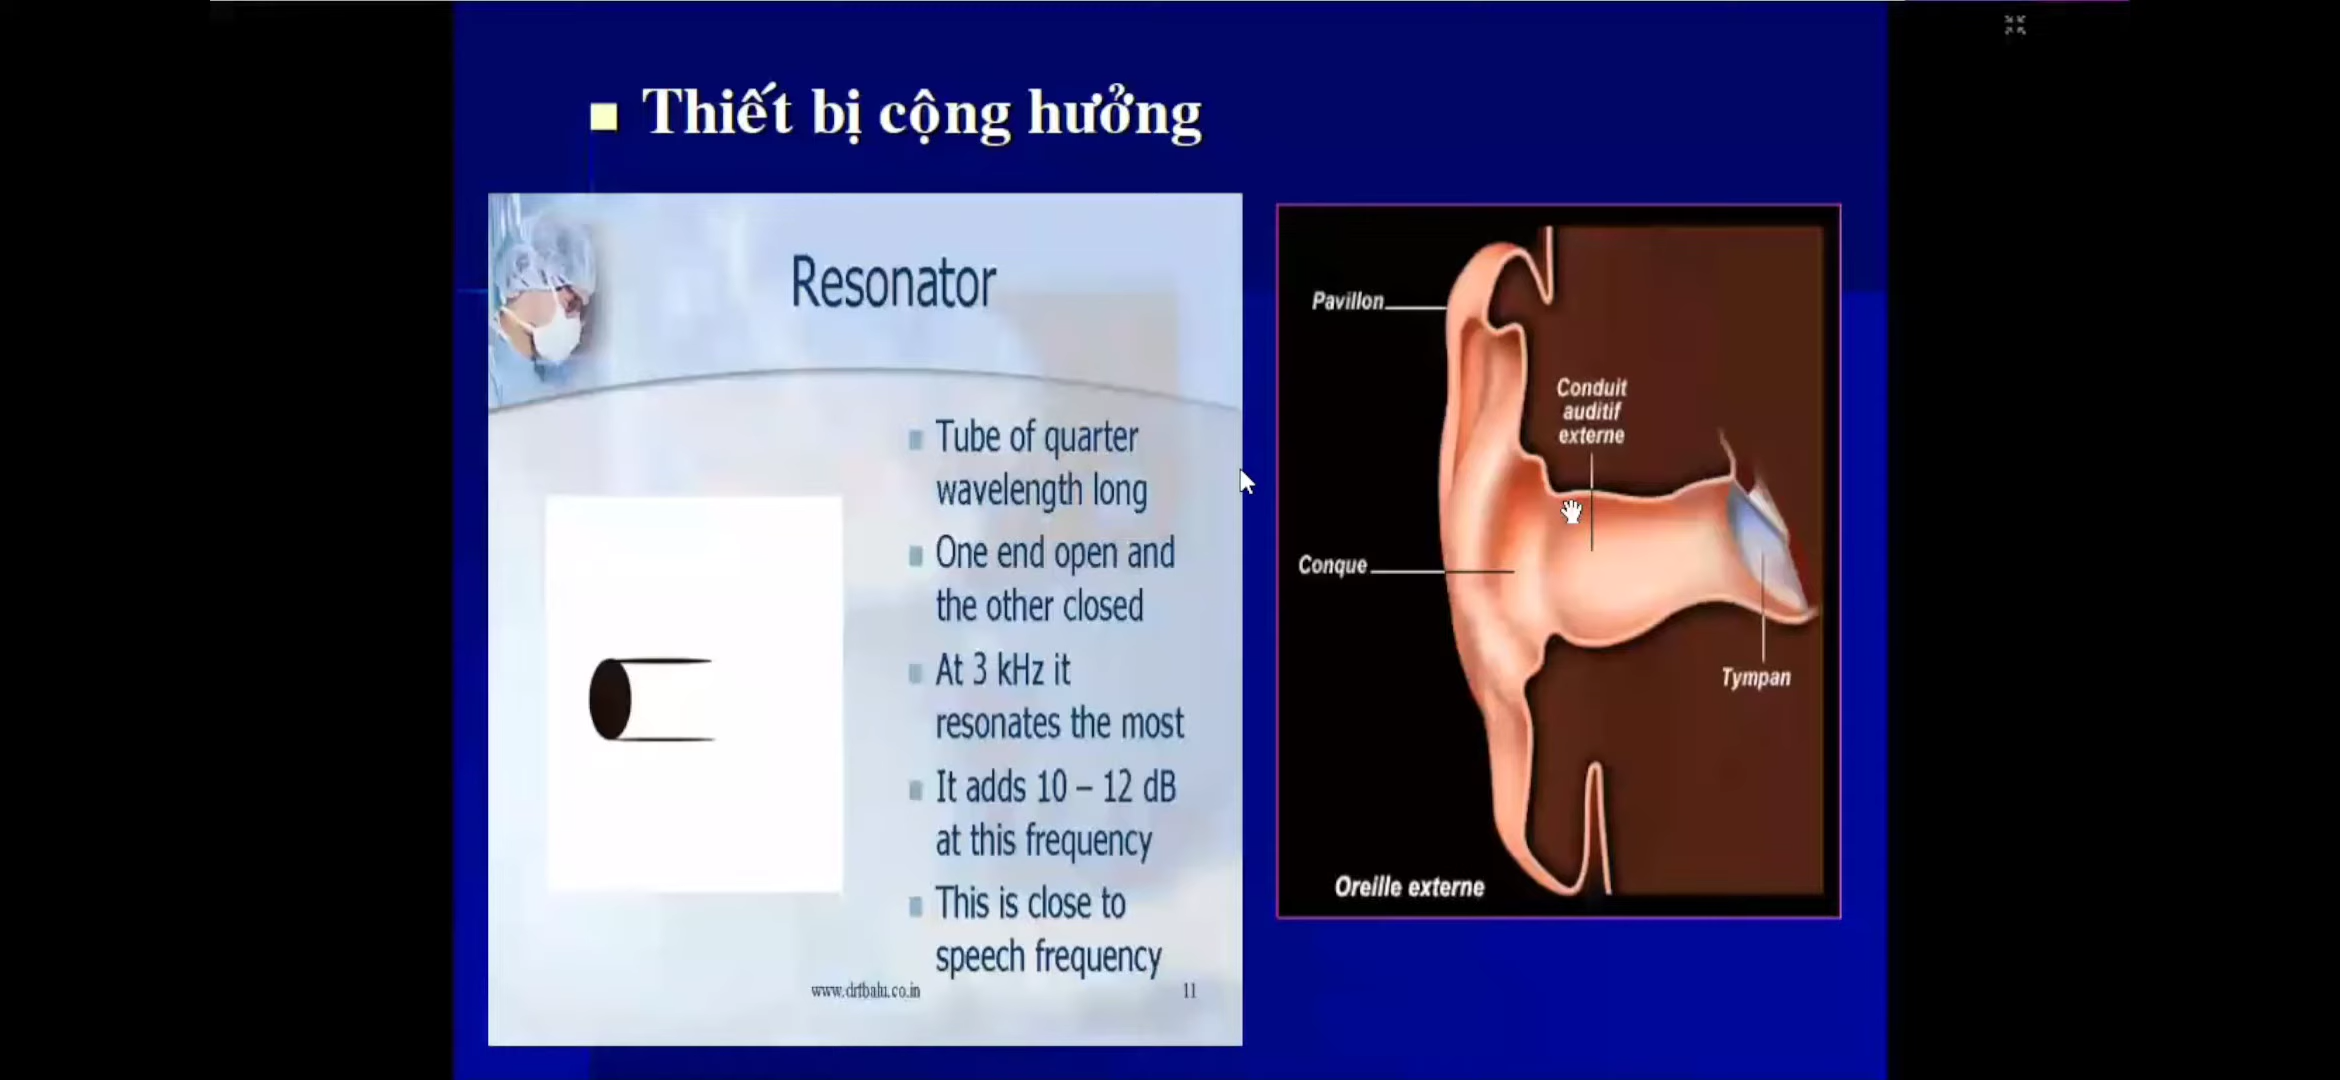 Thiết bị cộng hưởng
Resonator
Tube of quarter
wavelength long
One end open and
the other closed
At 3 kHz it
resonates the most
It adds 10 – 12 dB
at this frequency
This is close to
speech frequency
www.drtbalu.co.in
11
Pavillon
Conduit
auditif
externe
Conque
Tympan
Oreille externe